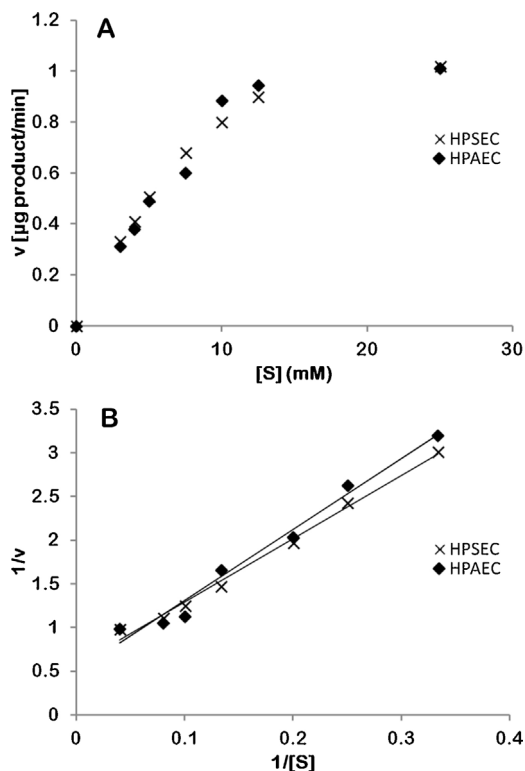 A
1.2
1
0.8
0.6
0.4
0.2
0
v [µg product/min]
HPSEC
HPAEC
0 10 20 30
[S] (mM)
B
3.5
3
2.5
2
1.5
1
0.5
0
1/v
HPSEC
HPAEC
0 0.1 0.2 0.3 0.4
1/[S]